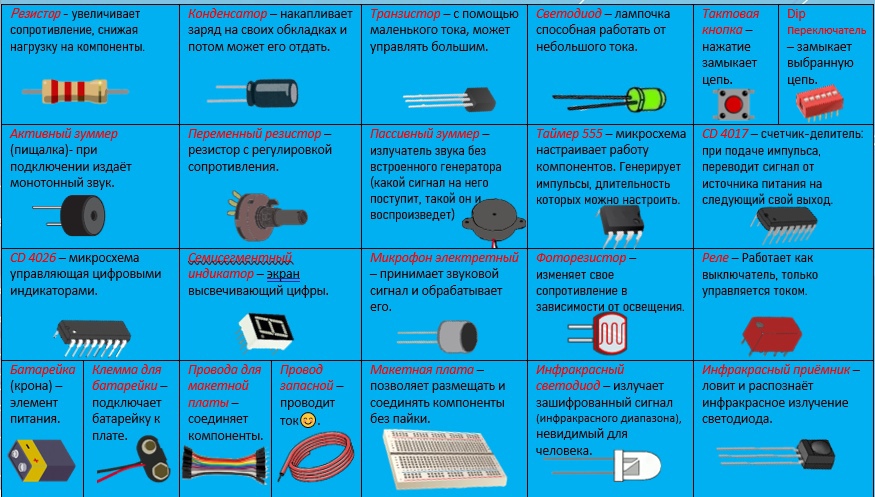 Резистор - увеличивает
сопротивление, снижая
нагрузку на компоненты.
Конденсатор – накапливает
заряд на своих обкладках и
потом может его отдать.
Транзистор – с помощью
маленького тока, может
управлять большим.
Светодиод – лампочка
способная работать от
небольшого тока.
Тактовая
кнопка –
нажатие
замыкает
цепь.
Dip
Переключатель
– замыкает
выбранную
цепь.
Активный зуммер
(пищалка)- при
подключении издаёт
монотонный звук.
Переменный резистор –
резистор с регулировкой
сопротивления.
Пассивный зуммер –
излучатель звука без
встроенного генератора
(какой сигнал на него
поступит, такой он и
воспроизведет)
Таймер 555 – микросхема
настраивает работу
компонентов. Генерирует
импульсы, длительность
которых можно настроить.
CD 4017 – счетчик-делитель:
при подаче импульса,
переводит сигнал от
источника питания на
следующий свой выход.
CD 4026 – микросхема
управляющая цифровыми
индикаторами.
Семисегментный
индикатор – экран
высвечивающий цифры.
Микрофон электретный
– принимает звуковой
сигнал и обрабатывает
его.
Фоторезистор –
изменяет свое
сопротивление в
зависимости от освещения.
Реле – Работает как
выключатель, только
управляется током.
Батарейка
(крона) –
элемент
питания.
Клемма для
батарейки –
подключает
батарейку к
плате.
Провода для
макетной
платы –
соединяет
компоненты.
Провод
запасной –
проводит
ток😊.
Макетная плата –
позволяет размещать и
соединять компоненты
без пайки.
Инфракрасный
светодиод – излучает
зашифрованный сигнал
(инфракрасного диапазона),
невидимый для
человека.
Инфракрасный приёмник –
ловит и распознаёт
инфракрасное излучение
светодиода.